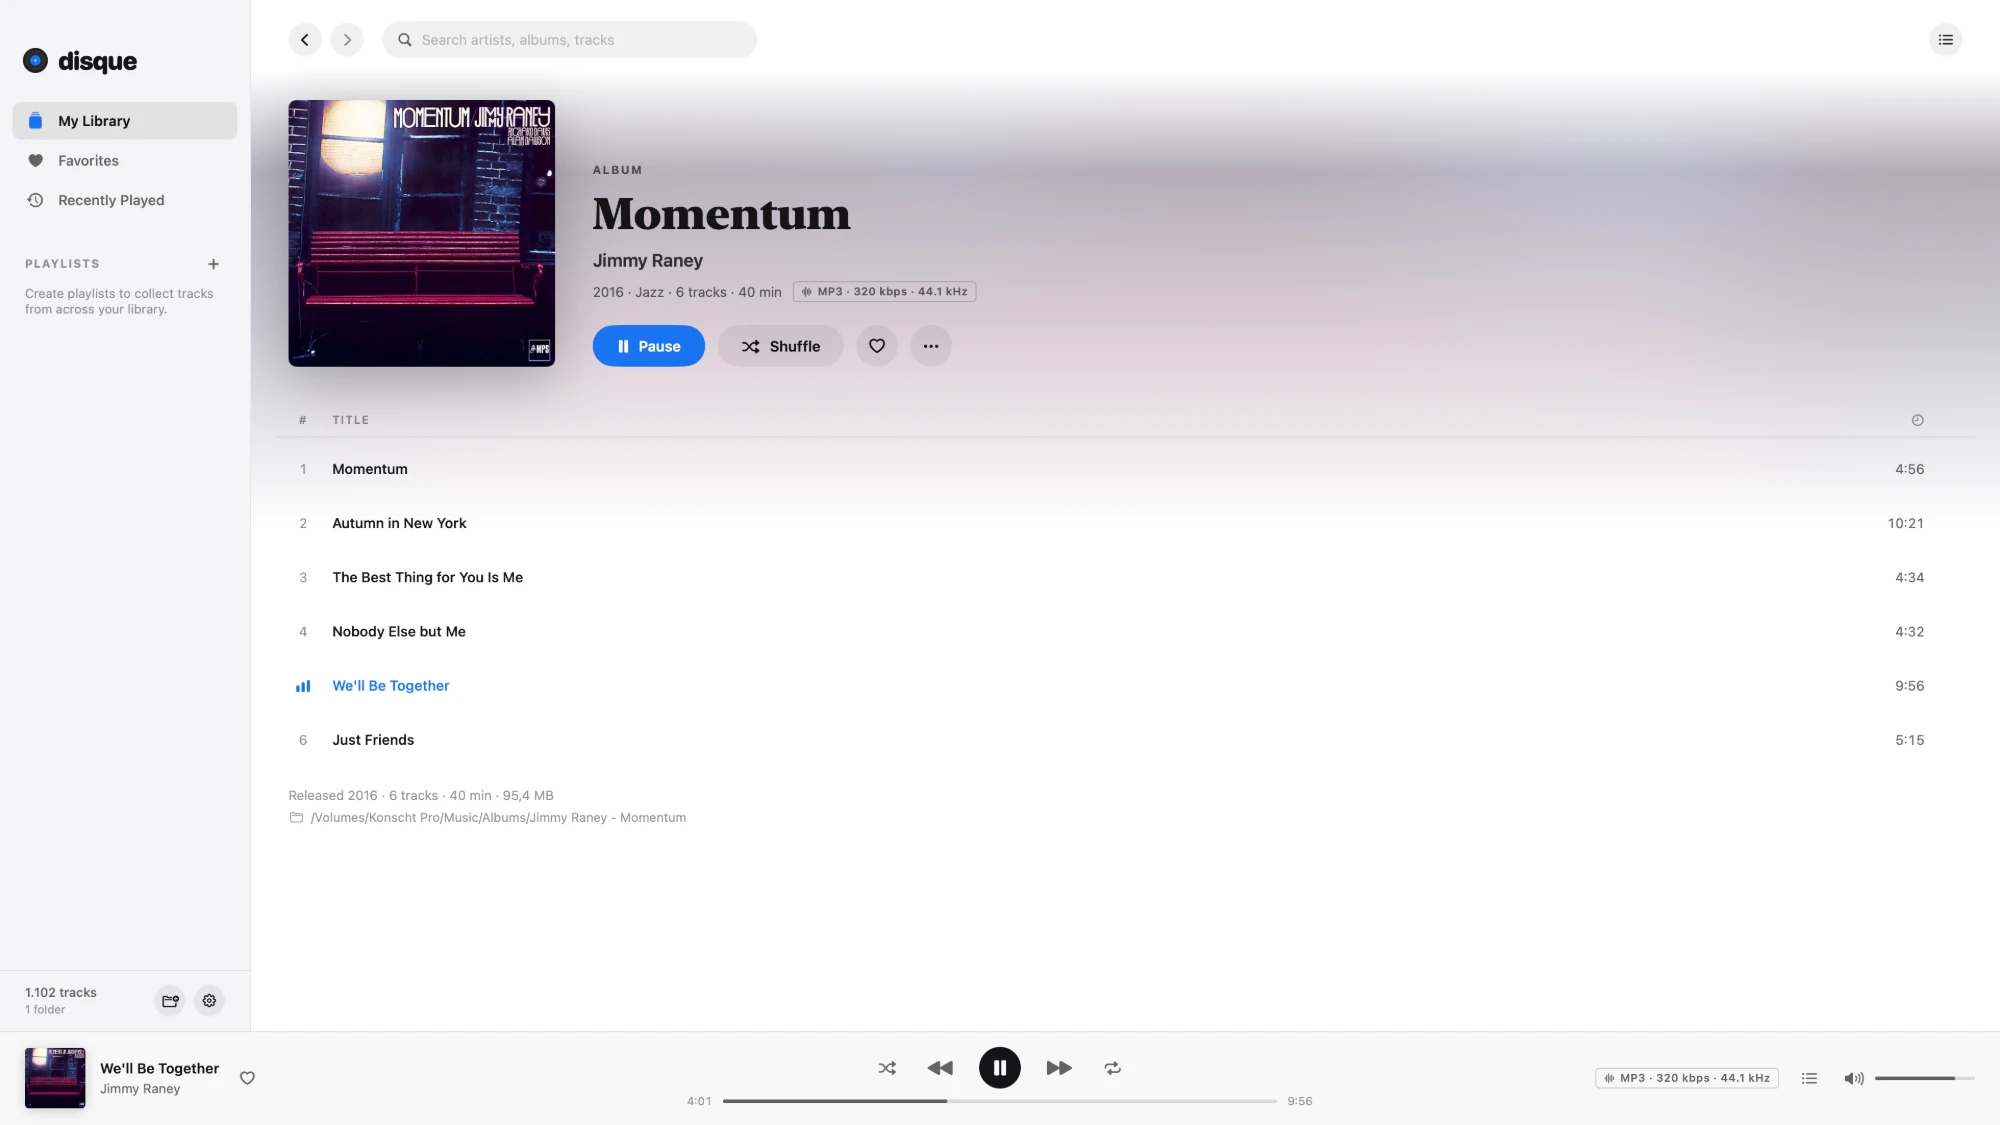 disque
Search artists, albums, tracks
My Library
Favorites
Recently Played
PLAYLISTS
Create playlists to collect tracks
from across your library.
MOMENTUM JIMMY RANEY
RICHARD DAVIS
ALAN DAWSON
MPS
ALBUM
Momentum
Jimmy Raney
2016 · Jazz · 6 tracks · 40 min MP3 · 320 kbps · 44.1 kHz
Pause Shuffle
# TITLE
1 Momentum 4:56
2 Autumn in New York 10:21
3 The Best Thing for You Is Me 4:34
4 Nobody Else but Me 4:32
We'll Be Together 9:56
6 Just Friends 5:15
Released 2016 · 6 tracks · 40 min · 95,4 MB
/Volumes/Konscht Pro/Music/Albums/Jimmy Raney - Momentum
1.102 tracks
1 folder
We'll Be Together
Jimmy Raney
4:01 9:56
MP3 · 320 kbps · 44.1 kHz